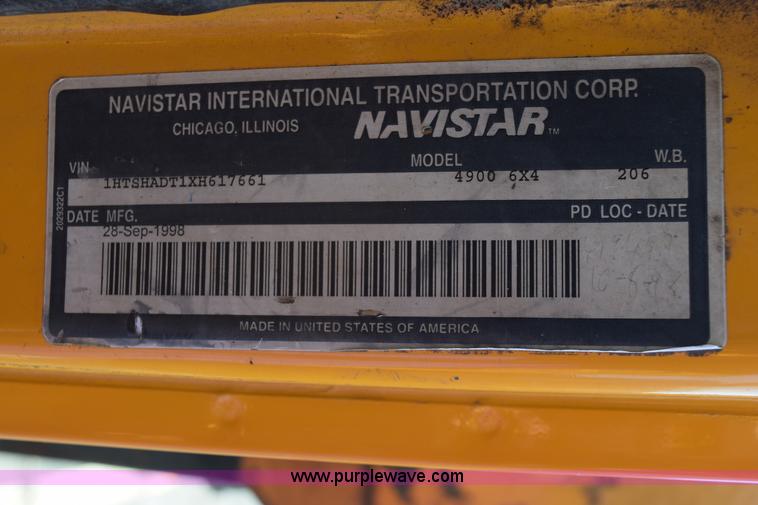 NAVISTAR INTERNATIONAL TRANSPORTATION CORP.
CHICAGO, ILLINOIS NAVISTAR™
VIN MODEL W.B.
1HTSHADT1XH617661 4900 6X4 206
DATE MFG. PD LOC - DATE
28-Sep-1998
MADE IN UNITED STATES OF AMERICA
2029322C1
www.purplewave.com